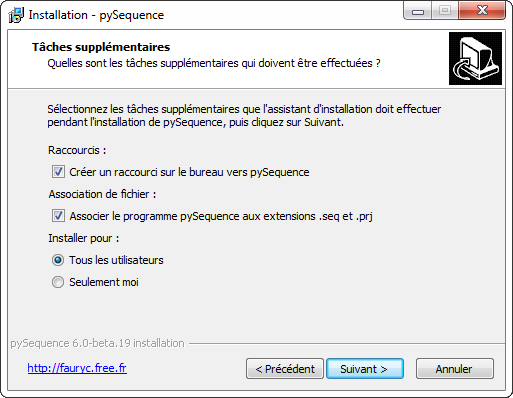 Installation - pySequence
Tâches supplémentaires
Quelles sont les tâches supplémentaires qui doivent être effectuées ?
Sélectionnez les tâches supplémentaires que l'assistant d'installation doit effectuer
pendant l'installation de pySequence, puis cliquez sur Suivant.
Raccourcis :
Créer un raccourci sur le bureau vers pySequence
Association de fichier :
Associer le programme pySequence aux extensions .seq et .prj
Installer pour :
Tous les utilisateurs
Seulement moi
pySequence 6.0-beta.19 installation
http://fauryc.free.fr
< Précédent
Suivant >
Annuler